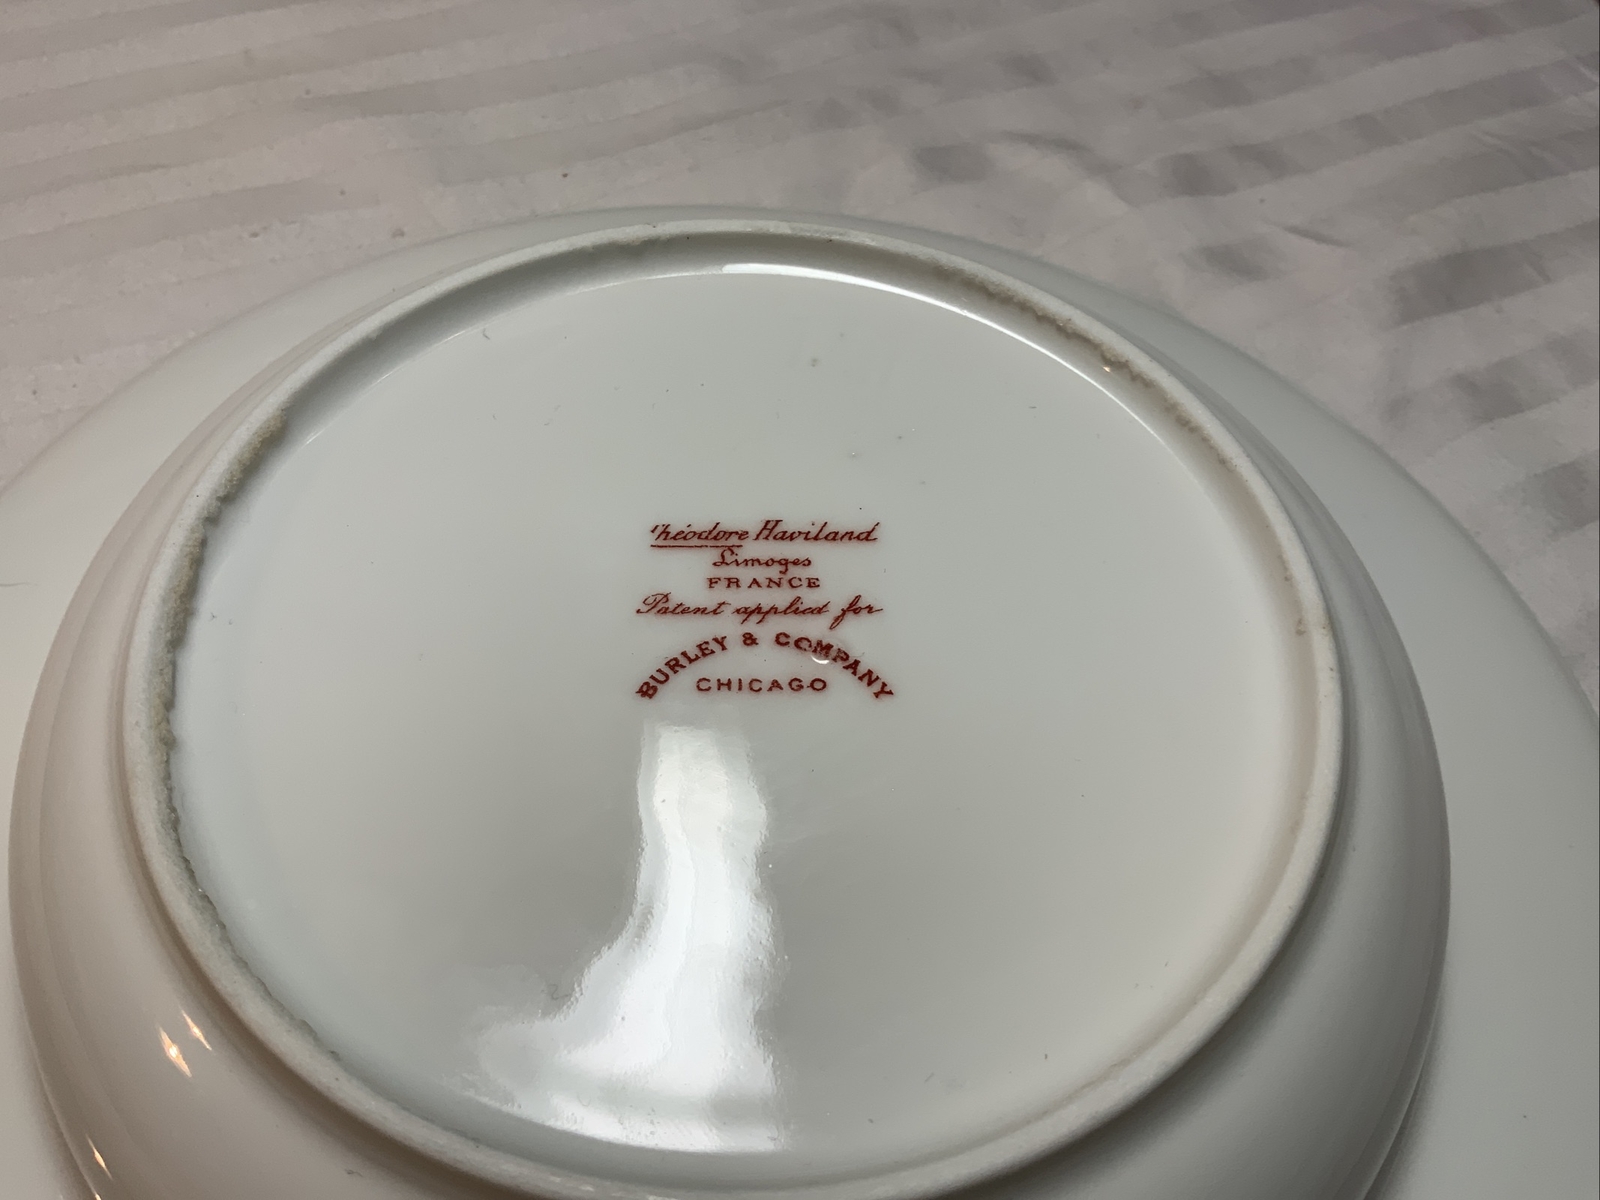 Théodore Haviland
Limoges
FRANCE
Patent applied for
BURLEY & COMPANY
CHICAGO